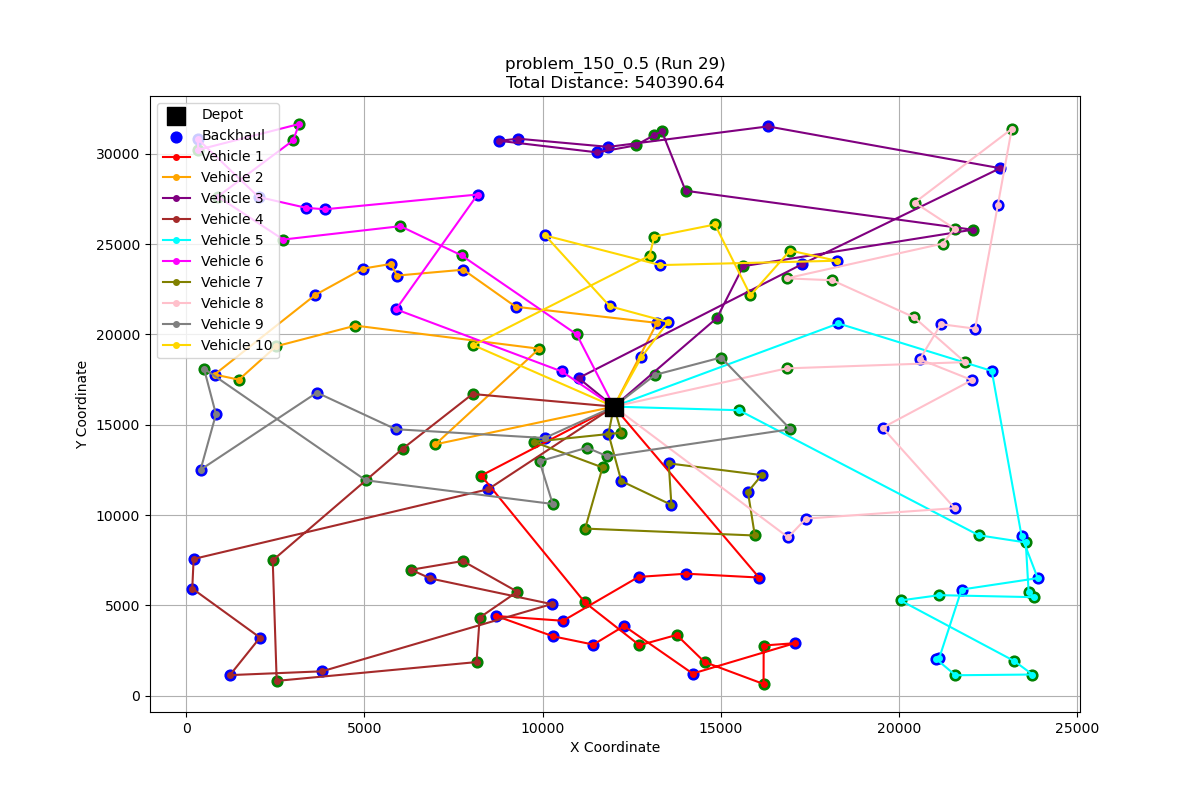 problem_150_0.5 (Run 29)
Total Distance: 540390.64
Depot
Backhaul
Vehicle 1
Vehicle 2
Vehicle 3
Vehicle 4
Vehicle 5
Vehicle 6
Vehicle 7
Vehicle 8
Vehicle 9
Vehicle 10
30000
25000
20000
15000
10000
5000
0
Y Coordinate
0
5000
10000
15000
20000
25000
X Coordinate